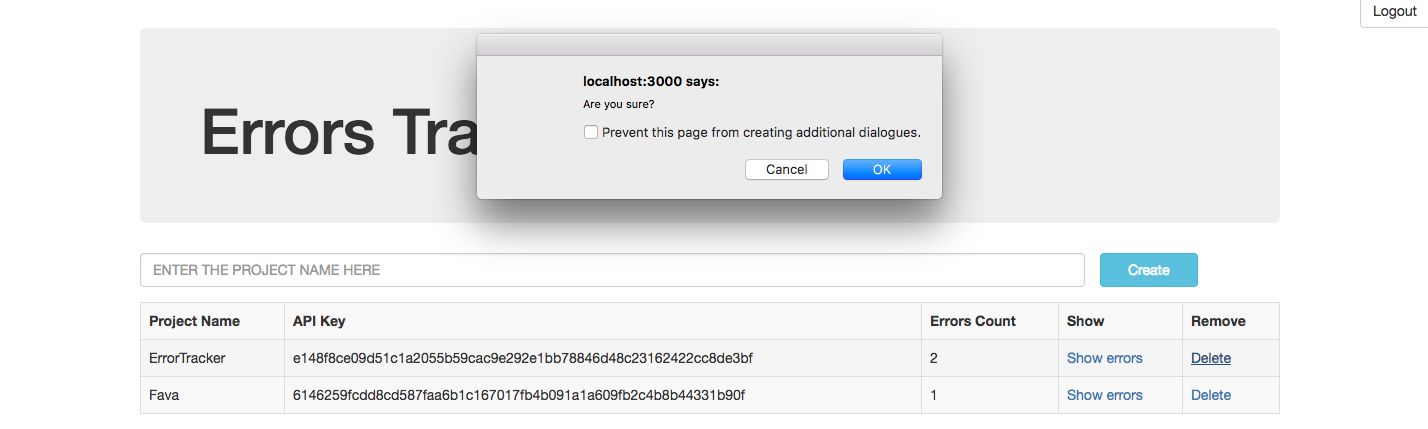 Logout
localhost:3000 says:
Are you sure?
Prevent this page from creating additional dialogues.
Cancel OK
Errors Tra
ENTER THE PROJECT NAME HERE Create
Project Name API Key Errors Count Show Remove
ErrorTracker e148f8ce09d51c1a2055b59cac9e292e1bb78846d48c23162422cc8de3bf 2 Show errors Delete
Fava 6146259fcdd8cd587faa6b1c167017fb4b091a1a609fb2c4b8b44331b90f 1 Show errors Delete